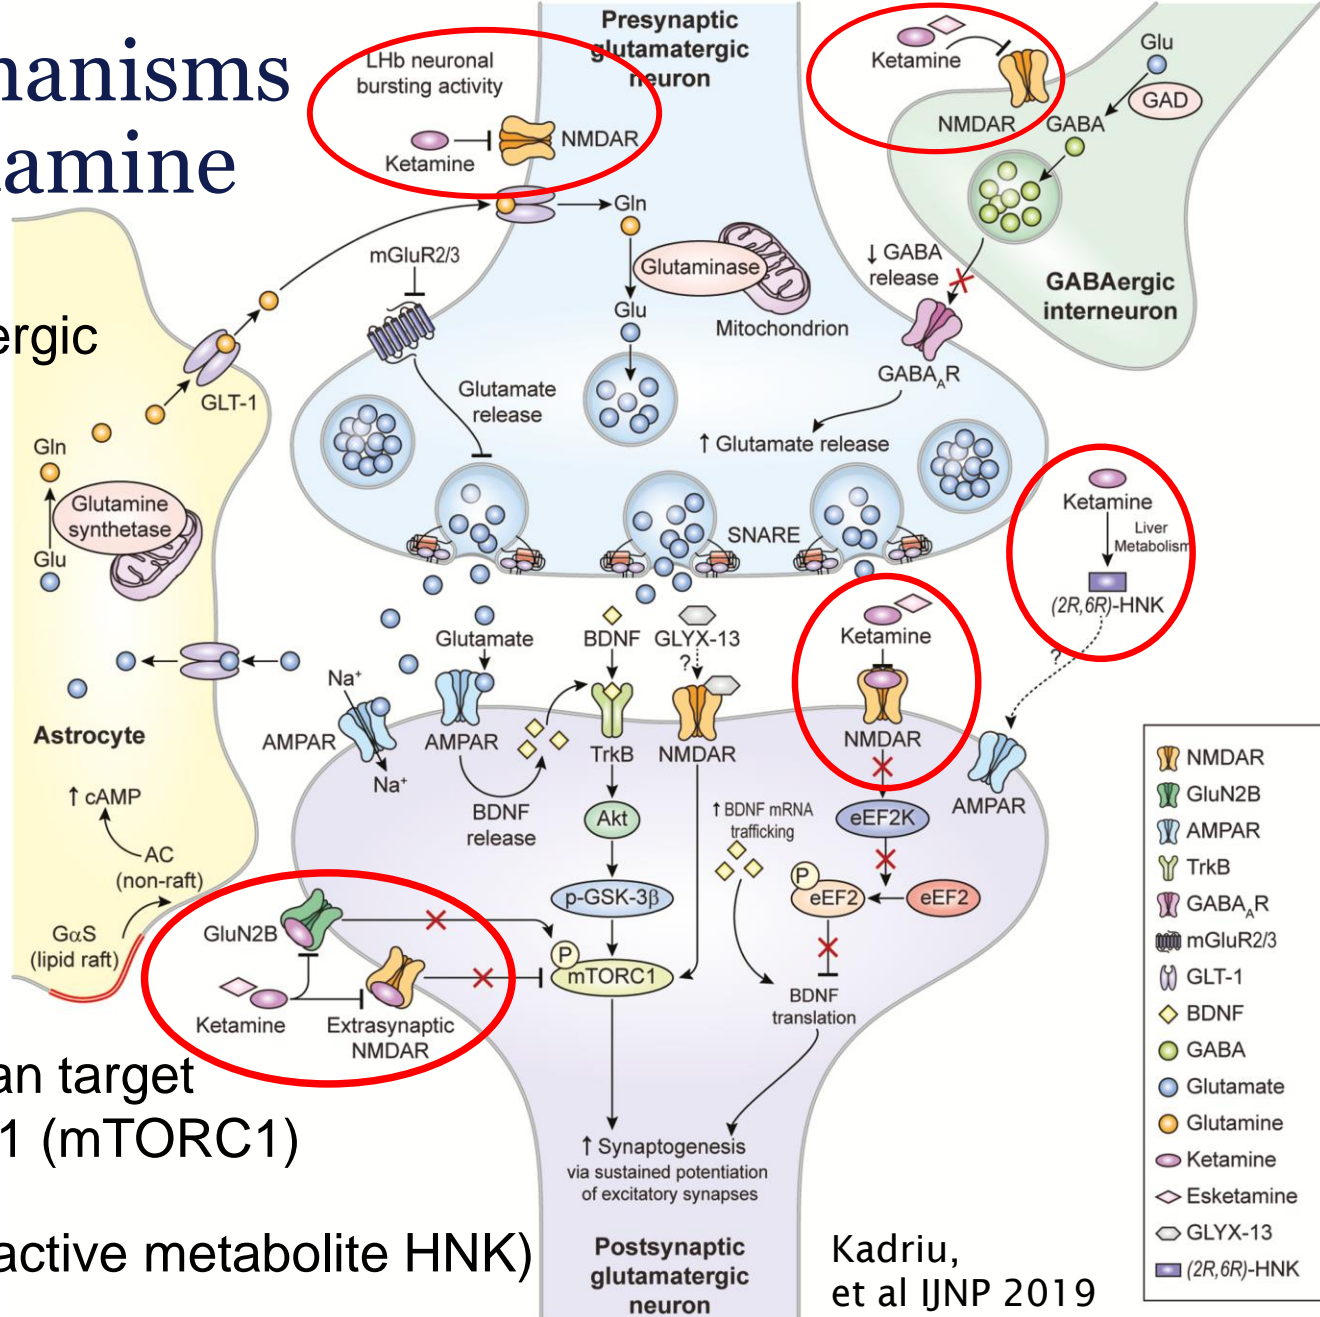 hanisms
amine
ergic
an target
1 (mTORC1)
active metabolite HNK)
Presynaptic
glutamatergic
neuron
LHb neuronal
bursting activity
Ketamine
NMDAR
Ketamine
NMDAR
Glu
GAD
GABA
GABAergic
interneuron
↓ GABA
release
GABAAR
↑ Glutamate release
Gln
Glutaminase
Mitochondrion
Glu
mGluR2/3
Glutamate
release
SNARE
GLT-1
Gln
Glutamine
synthetase
Glu
Astrocyte
↑ cAMP
AC
(non-raft)
GαS
(lipid raft)
Ketamine
Liver
Metabolism
(2R,6R)-HNK
?
AMPAR
Glutamate
BDNF
GLYX-13
?
Ketamine
Na+
AMPAR
Na+
AMPAR
TrkB
NMDAR
NMDAR
BDNF
release
Akt
↑ BDNF mRNA
trafficking
eEF2K
p-GSK-3β
P
eEF2
eEF2
P
mTORC1
BDNF
translation
GluN2B
Ketamine
Extrasynaptic
NMDAR
↑ Synaptogenesis
via sustained potentiation
of excitatory synapses
Postsynaptic
glutamatergic
neuron
Kadriu,
et al IJNP 2019
NMDAR
GluN2B
AMPAR
TrkB
GABAAR
mGluR2/3
GLT-1
BDNF
GABA
Glutamate
Glutamine
Ketamine
Esketamine
GLYX-13
(2R,6R)-HNK